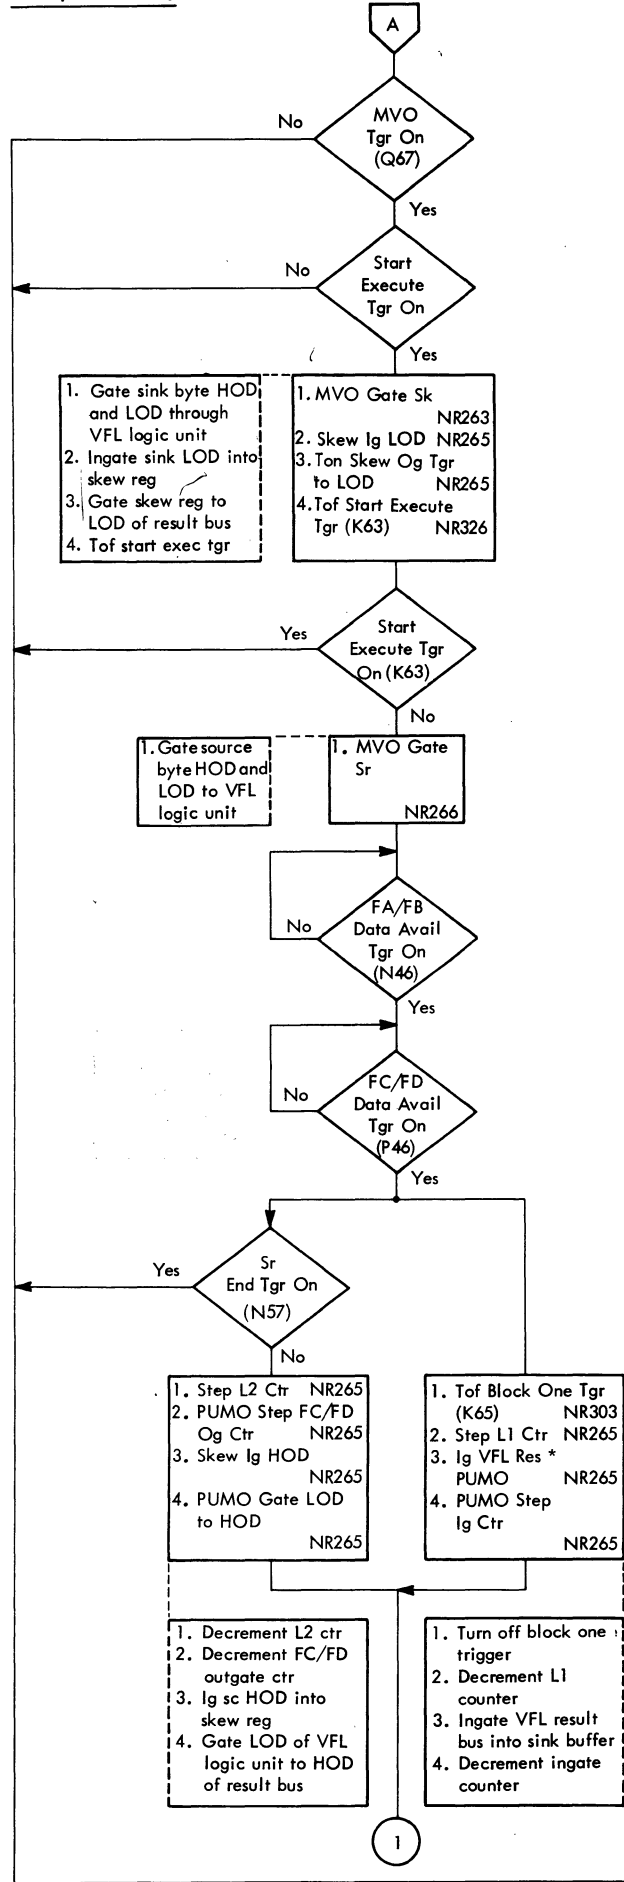 A
MVO
Tgr On
(Q67)
No
Yes
Start
Execute
Tgr On
No
Yes
1. Gate sink byte HOD
and LOD through
VFL logic unit
2. Ingate sink LOD into
skew reg
3. Gate skew reg to
LOD of result bus
4. Tof start exec tgr
1. MVO Gate Sk
NR263
2. Skew Ig LOD NR265
3. Ton Skew Og Tgr
to LOD NR265
4. Tof Start Execute
Tgr (K63) NR326
Start
Execute Tgr
On (K63)
Yes
No
1. Gate source
byte HOD and
LOD to VFL
logic unit
1. MVO Gate
Sr
NR266
FA/FB
Data Avail
Tgr On
(N46)
No
Yes
FC/FD
Data Avail
Tgr On
(P46)
No
Yes
Sr
End Tgr On
(N57)
Yes
No
1. Step L2 Ctr NR265
2. PUMO Step FC/FD
Og Ctr NR265
3. Skew Ig HOD
NR265
4. PUMO Gate LOD
to HOD
NR265
1. Tof Block One Tgr
(K65) NR303
2. Step L1 Ctr NR265
3. Ig VFL Res *
PUMO NR265
4. PUMO Step
Ig Ctr
NR265
1. Decrement L2 ctr
2. Decrement FC/FD
outgate ctr
3. Ig sc HOD into
skew reg
4. Gate LOD of VFL
logic unit to HOD
of result bus
1. Turn off block one
trigger
2. Decrement L1
counter
3. Ingate VFL result
bus into sink buffer
4. Decrement ingate
counter
1